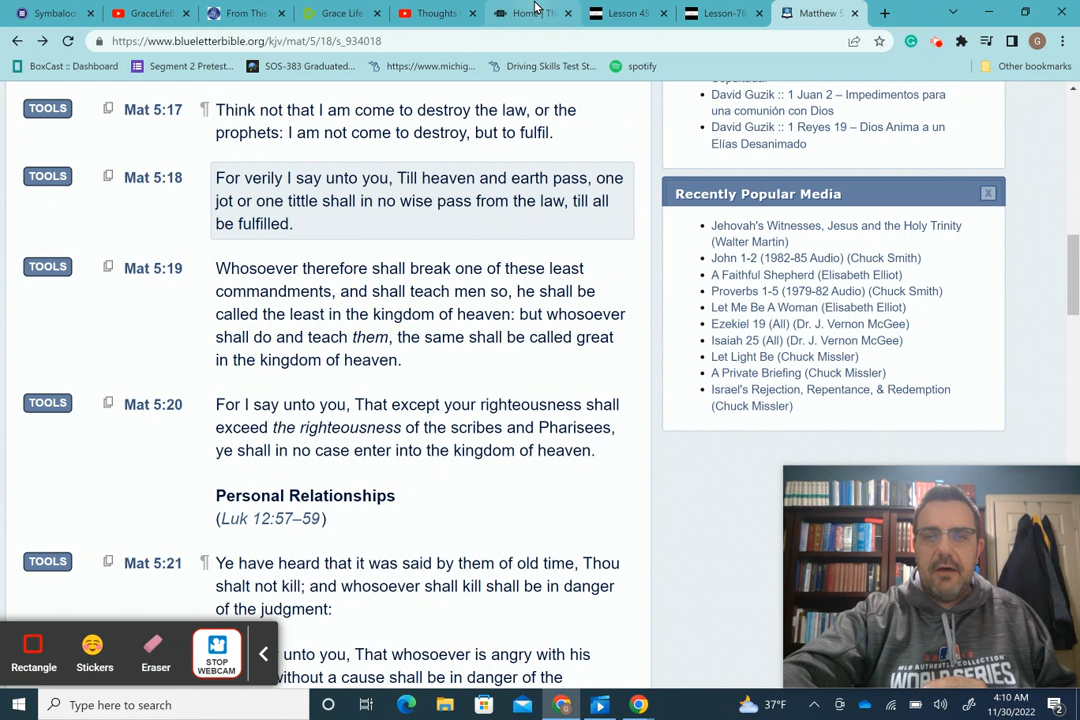 Symbaloo
GraceLifeB
From This
Grace Life
Thoughts
Home | Th
Lesson 45
Lesson-76
Matthew 5
https://www.blueletterbible.org/kjv/mat/5/18/s_934018
G
BoxCast :: Dashboard
Segment 2 Pretest...
SOS-383 Graduated...
https://www.michig...
Driving Skills Test St...
spotify
Other bookmarks
TOOLS
Mat 5:17
¶ Think not that I am come to destroy the law, or the
prophets: I am not come to destroy, but to fulfil.
TOOLS
Mat 5:18
For verily I say unto you, Till heaven and earth pass, one
jot or one tittle shall in no wise pass from the law, till all
be fulfilled.
TOOLS
Mat 5:19
Whosoever therefore shall break one of these least
commandments, and shall teach men so, he shall be
called the least in the kingdom of heaven: but whosoever
shall do and teach them, the same shall be called great
in the kingdom of heaven.
TOOLS
Mat 5:20
For I say unto you, That except your righteousness shall
exceed the righteousness of the scribes and Pharisees,
ye shall in no case enter into the kingdom of heaven.
Personal Relationships
(Luk 12:57–59)
TOOLS
Mat 5:21
¶ Ye have heard that it was said by them of old time, Thou
shalt not kill; and whosoever shall kill shall be in danger
of the judgment:
unto you, That whosoever is angry with his
without a cause shall be in danger of the
David Guzik :: 1 Juan 2 – Impedimentos para
una comunión con Dios
David Guzik :: 1 Reyes 19 – Dios Anima a un
Elías Desanimado
Recently Popular Media
X
Jehovah's Witnesses, Jesus and the Holy Trinity
(Walter Martin)
John 1-2 (1982-85 Audio) (Chuck Smith)
A Faithful Shepherd (Elisabeth Elliot)
Proverbs 1-5 (1979-82 Audio) (Chuck Smith)
Let Me Be A Woman (Elisabeth Elliot)
Ezekiel 19 (All) (Dr. J. Vernon McGee)
Isaiah 25 (All) (Dr. J. Vernon McGee)
Let Light Be (Chuck Missler)
A Private Briefing (Chuck Missler)
Israel's Rejection, Repentance, & Redemption
(Chuck Missler)
Rectangle
Stickers
Eraser
STOP
WEBCAM
WORLD SERIES
Type here to search
37°F
4:10 AM
11/30/2022
2